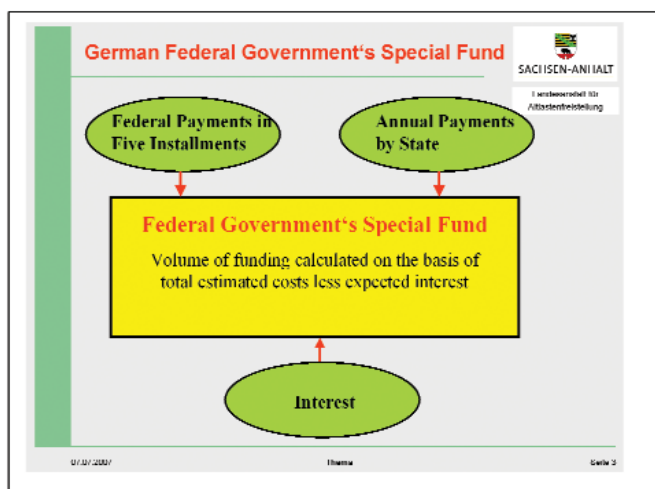 German Federal Government‘s Special Fund
SACHSEN-ANHALT
Landesanstalt für
Altlastenfreistellung
Federal Payments in
Five Installments
Annual Payments
by State
Federal Government‘s Special Fund
Volume of funding calculated on the basis of
total estimated costs less expected interest
Interest
07.07.2007
Thema
Seite 3